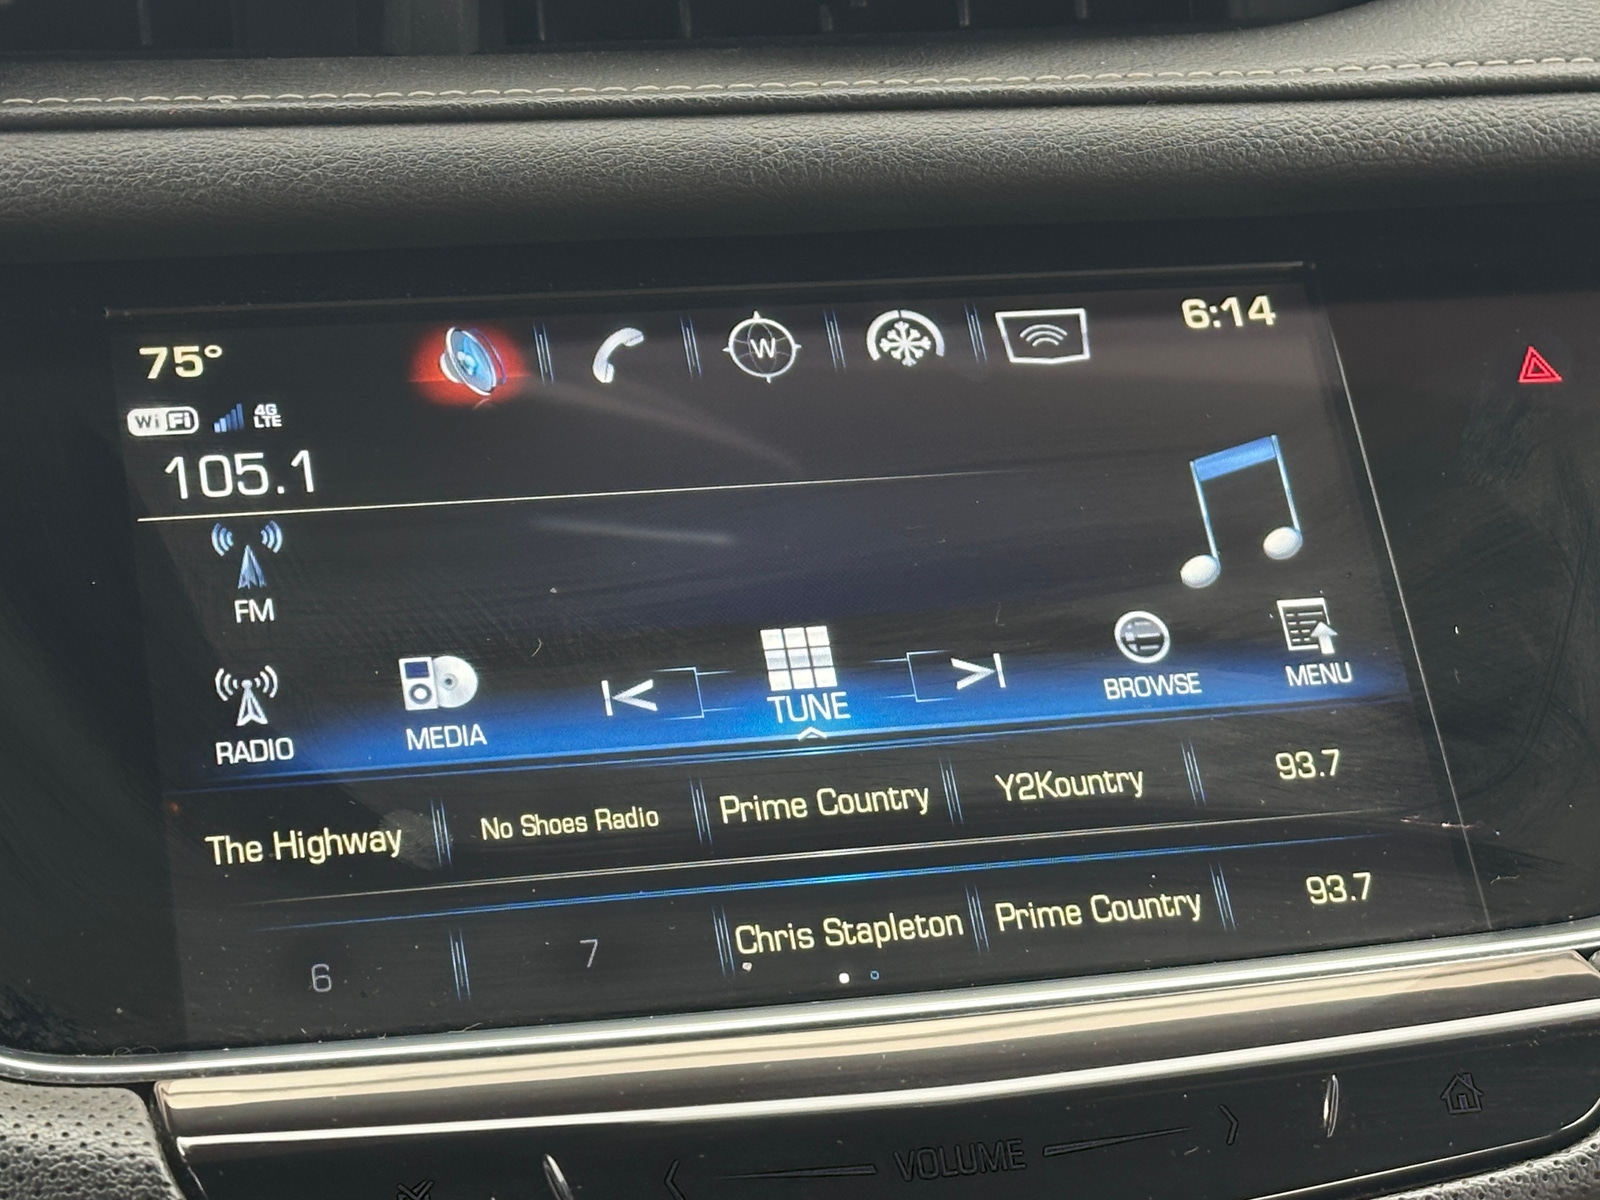 75°
W
6:14
WiFi 4G LTE
105.1
FM
RADIO
MEDIA
TUNE
BROWSE
MENU
The Highway
No Shoes Radio
Prime Country
Y2Kountry
93.7
6
7
Chris Stapleton
Prime Country
93.7
VOLUME